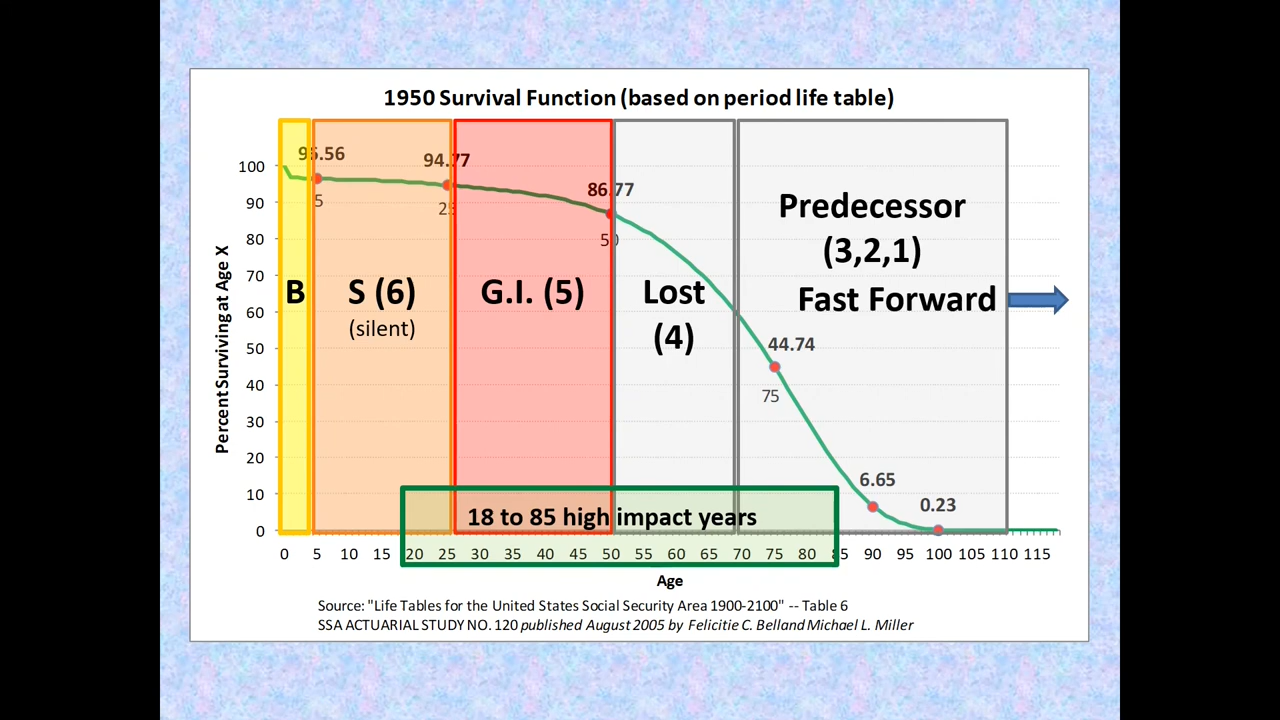 1950 Survival Function (based on period life table)
Percent Surviving at Age X
100
90
80
70
60
50
40
30
20
10
0
96.56
5
94.77
25
86.77
50
44.74
75
6.65
0.23
B
S (6)
(silent)
G.I. (5)
Lost
(4)
Predecessor
(3,2,1)
Fast Forward
18 to 85 high impact years
0 5 10 15 20 25 30 35 40 45 50 55 60 65 70 75 80 85 90 95 100 105 110 115
Age
Source: "Life Tables for the United States Social Security Area 1900-2100" -- Table 6
SSA ACTUARIAL STUDY NO. 120 published August 2005 by Felicitie C. Belland Michael L. Miller